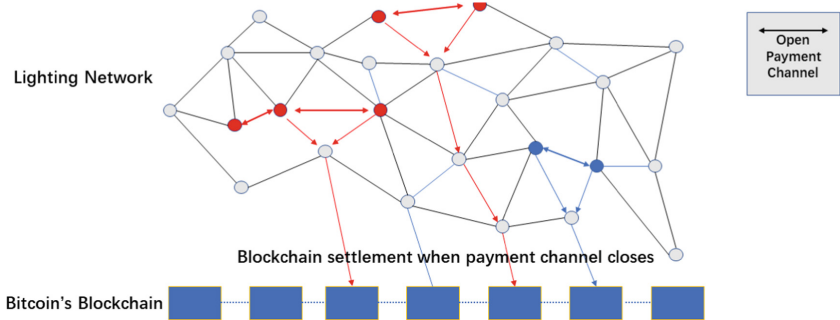 Open
Payment
Channel
Lighting Network
Blockchain settlement when payment channel closes
Bitcoin's Blockchain